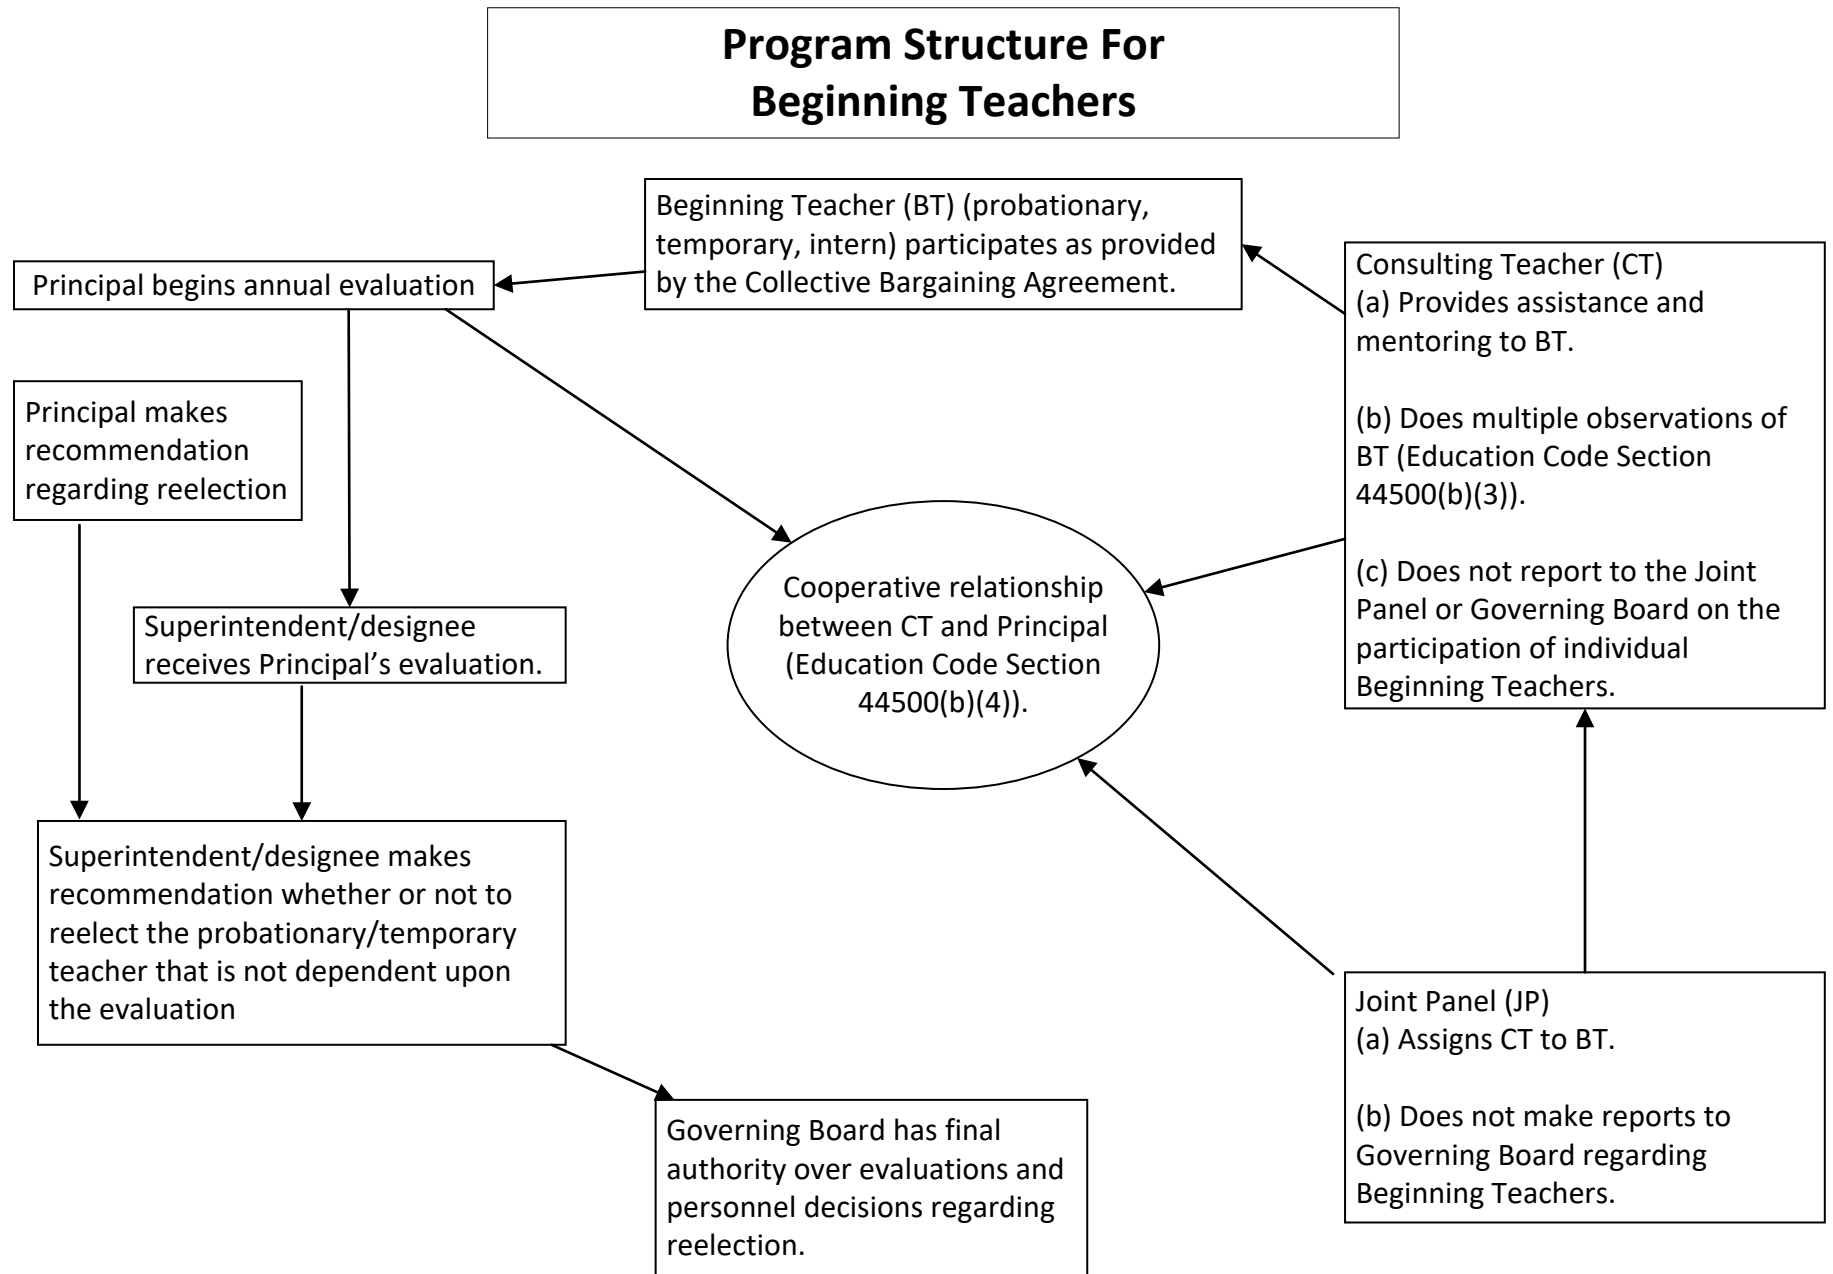 Program Structure For
Beginning Teachers
Beginning Teacher (BT) (probationary,
temporary, intern) participates as provided
by the Collective Bargaining Agreement.
Principal begins annual evaluation
Consulting Teacher (CT)
(a) Provides assistance and
mentoring to BT.
(b) Does multiple observations of
BT (Education Code Section
44500(b)(3)).
(c) Does not report to the Joint
Panel or Governing Board on the
participation of individual
Beginning Teachers.
Principal makes
recommendation
regarding reelection
Cooperative relationship
between CT and Principal
(Education Code Section
44500(b)(4)).
Superintendent/designee
receives Principal’s evaluation.
Superintendent/designee makes
recommendation whether or not to
reelect the probationary/temporary
teacher that is not dependent upon
the evaluation
Joint Panel (JP)
(a) Assigns CT to BT.
(b) Does not make reports to
Governing Board regarding
Beginning Teachers.
Governing Board has final
authority over evaluations and
personnel decisions regarding
reelection.